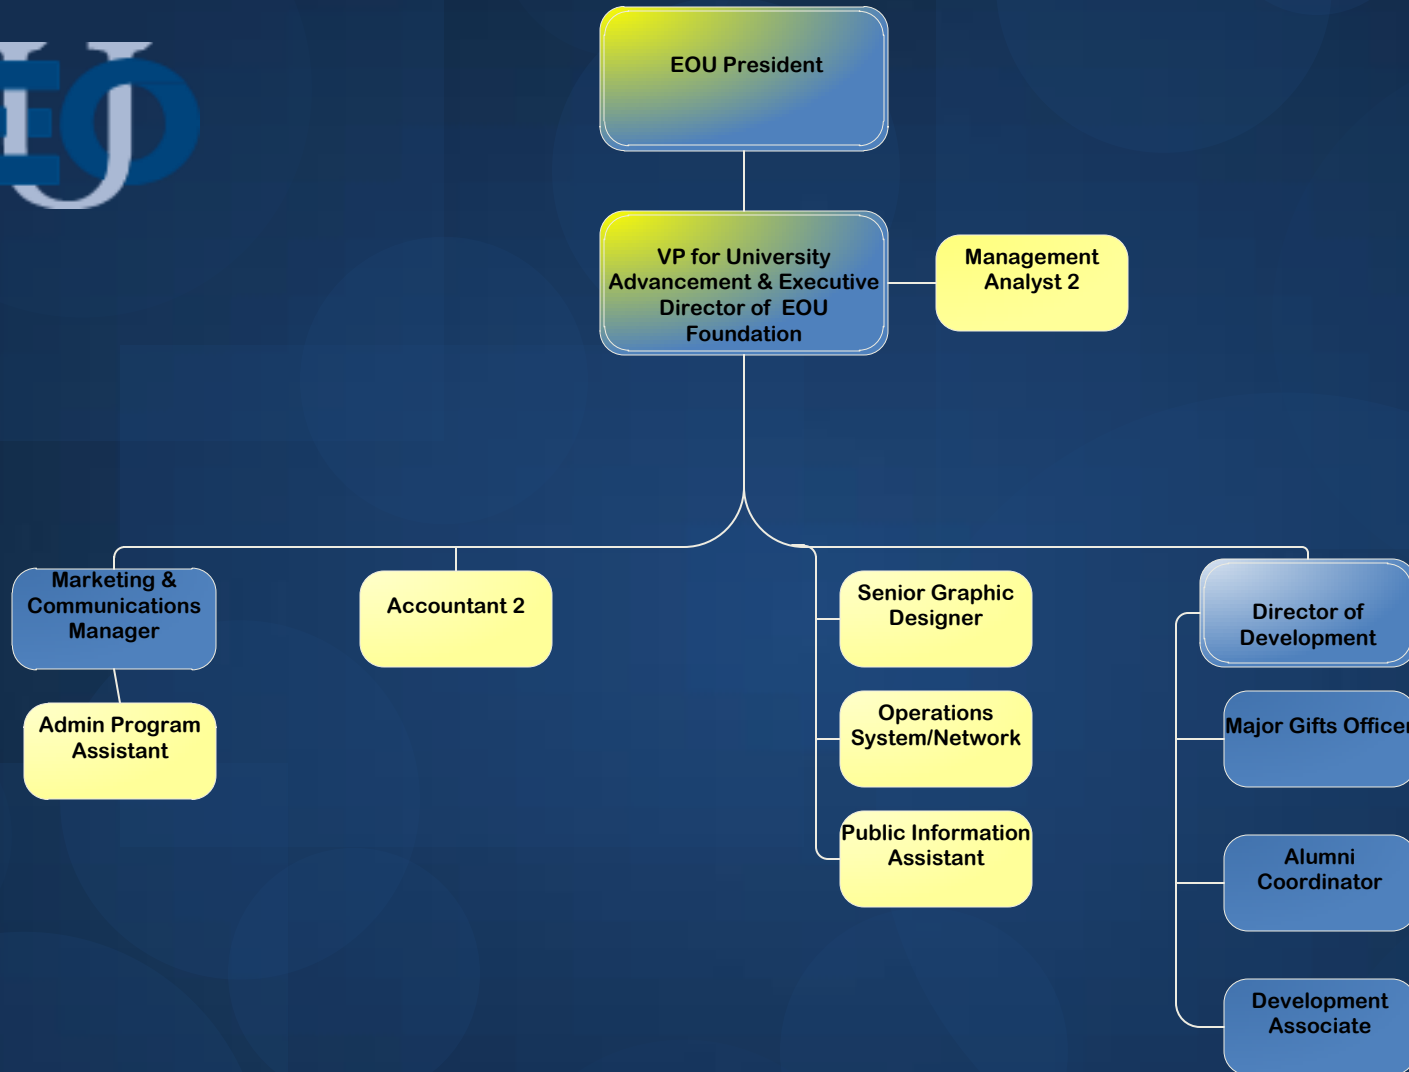 EOU
EOU President
VP for University
Advancement & Executive
Director of EOU
Foundation
Management
Analyst 2
Marketing &
Communications
Manager
Accountant 2
Senior Graphic
Designer
Director of
Development
Admin Program
Assistant
Operations
System/Network
Major Gifts Officer
Public Information
Assistant
Alumni
Coordinator
Development
Associate